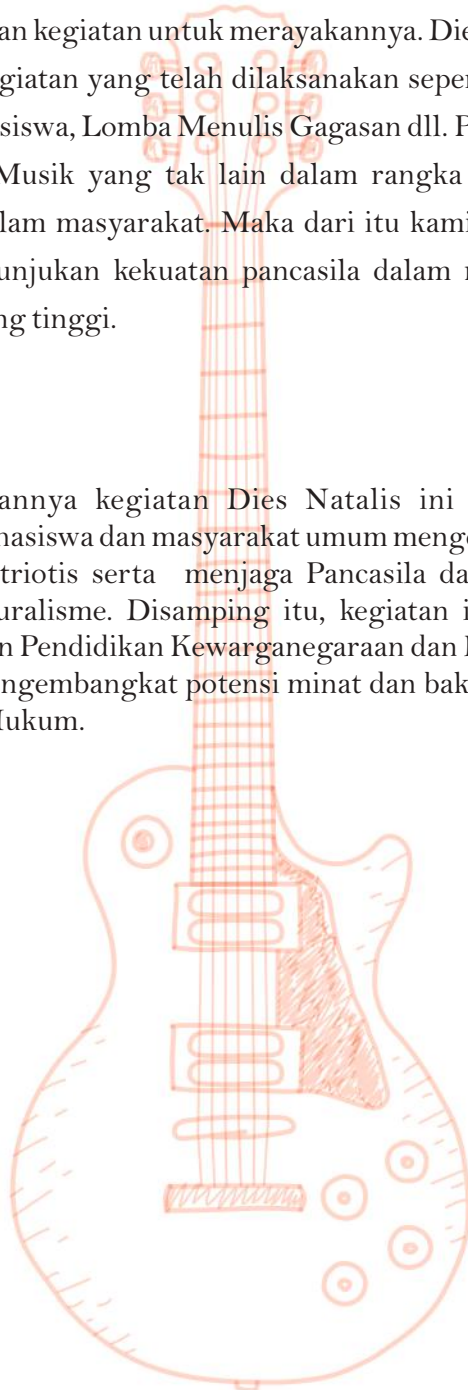 an kegiatan untuk merayakannya. Die
giatan yang telah dilaksanakan seper
siswa, Lomba Menulis Gagasan dll. P
Musik yang tak lain dalam rangka
lam masyarakat. Maka dari itu kami
unjukan kekuatan pancasila dalam
ng tinggi.
annya kegiatan Dies Natalis ini
nasiswa dan masyarakat umum meng
triotis serta menjaga Pancasila da
uralisme. Disamping itu, kegiatan i
n Pendidikan Kewarganegaraan dan
ngembangkat potensi minat dan bak
Hukum.